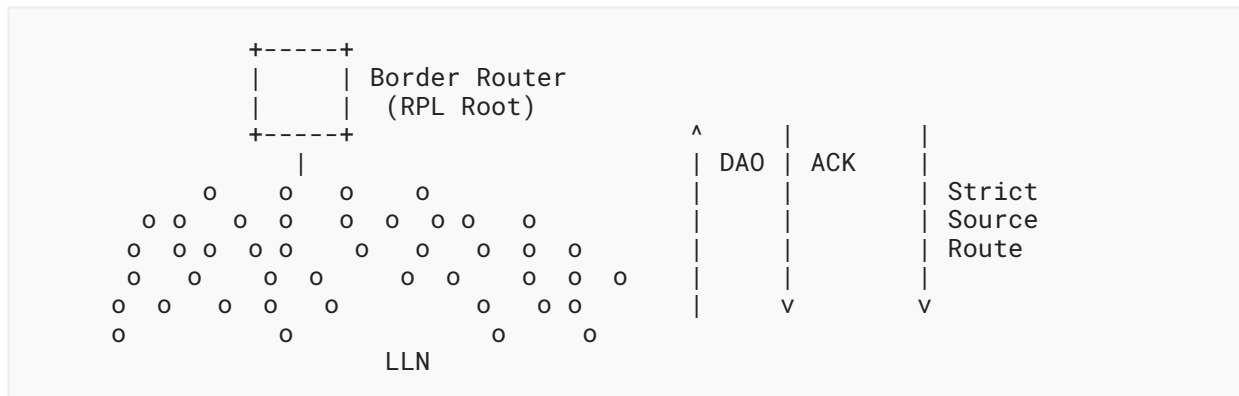 +-----+
      |     | Border Router
      |     |  (RPL Root)
      +-----+                      ^     |        |
         |                         | DAO | ACK    |
   o    o   o    o                 |     |        | Strict
o o   o  o   o  o  o o   o         |     |        | Source
o  o o  o o    o   o   o  o  o     |     |        | Route
o   o    o  o     o  o    o  o  o  |     |        |
o  o   o  o   o         o   o o    |     v        v
o          o             o     o
                  LLN